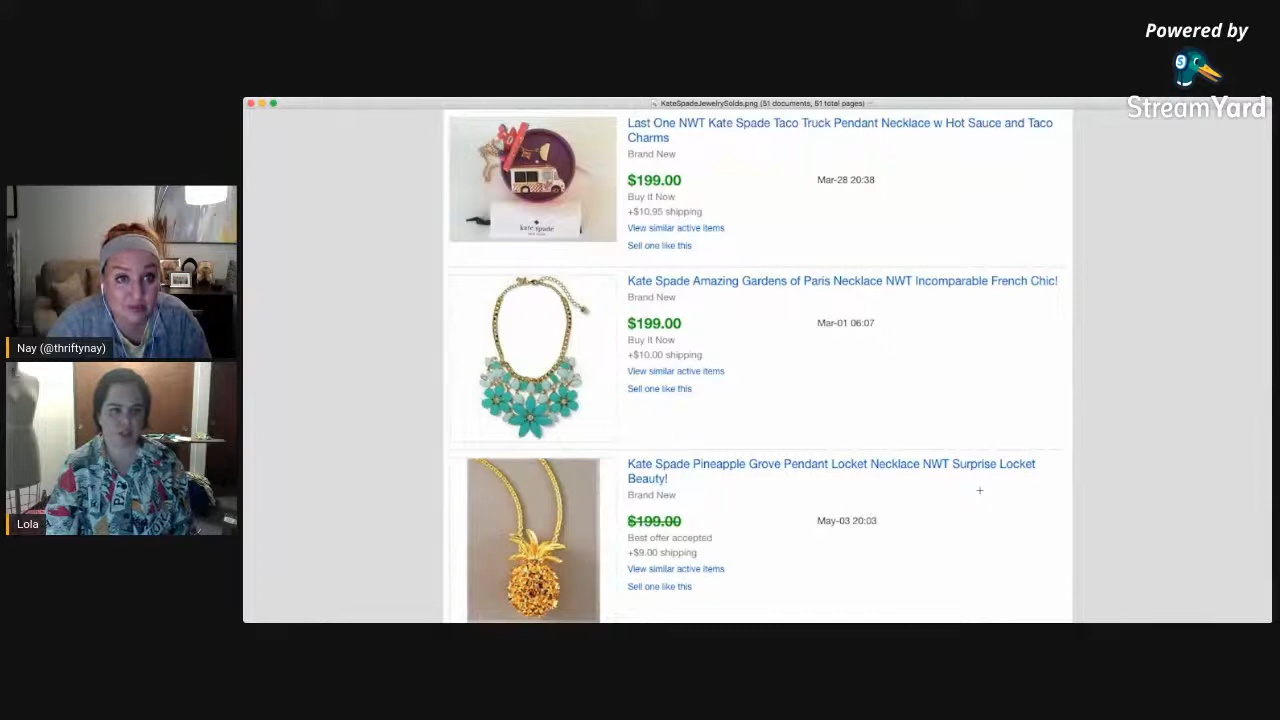 Powered by
StreamYard
KateSpadeJewelrySolds.png (51 documents, 51 total pages)
Last One NWT Kate Spade Taco Truck Pendant Necklace w Hot Sauce and Taco
Charms
Brand New
$199.00
Mar-28 20:38
Buy It Now
+$10.95 shipping
View similar active items
Sell one like this
kate spade
Kate Spade Amazing Gardens of Paris Necklace NWT Incomparable French Chic!
Brand New
$199.00
Mar-01 06:07
Buy It Now
+$10.00 shipping
View similar active items
Sell one like this
Kate Spade Pineapple Grove Pendant Locket Necklace NWT Surprise Locket
Beauty!
Brand New
$199.00
May-03 20:03
Best offer accepted
+$9.00 shipping
View similar active items
Sell one like this
Nay (@thriftynay)
Lola